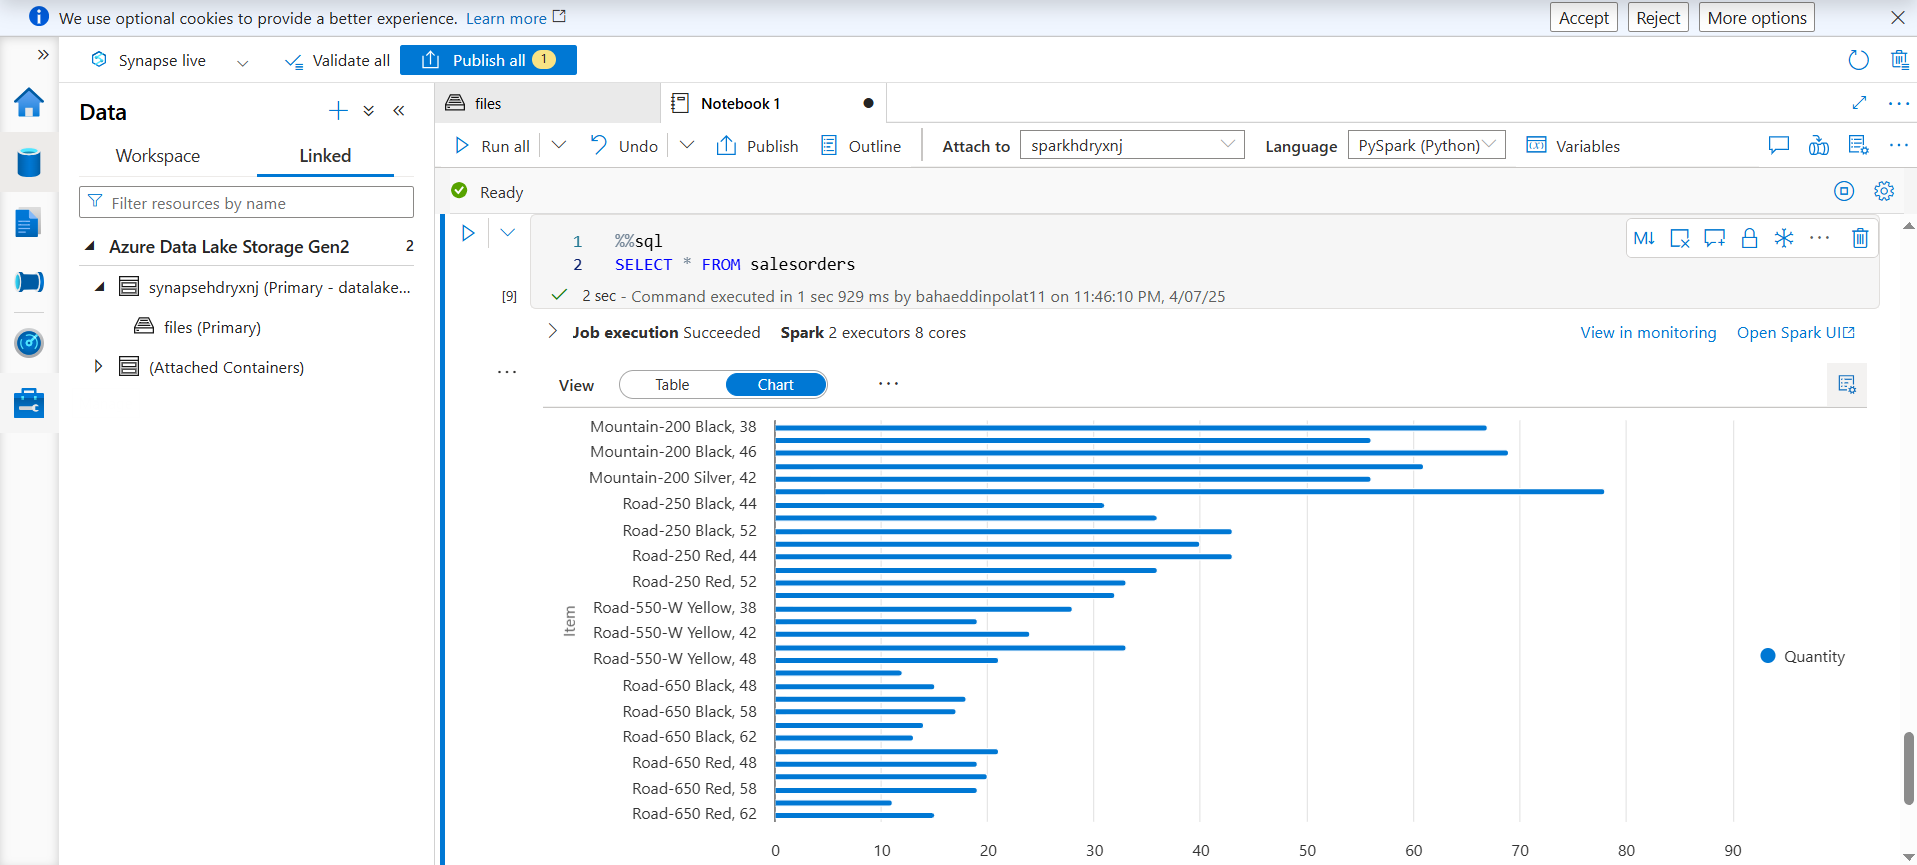 We use optional cookies to provide a better experience. Learn more
Accept
Reject
More options
Synapse live
Validate all
Publish all 1
Data
Workspace
Linked
Filter resources by name
Azure Data Lake Storage Gen2 2
synapsehdryxnj (Primary - datalake...
files (Primary)
(Attached Containers)
files
Notebook 1
Run all
Undo
Publish
Outline
Attach to
sparkhdryxnj
Language
PySpark (Python)
Variables
Ready
1 %%sql
2 SELECT * FROM salesorders
M↓
[9]
2 sec - Command executed in 1 sec 929 ms by bahaeddinpolat11 on 11:46:10 PM, 4/07/25
Job execution Succeeded Spark 2 executors 8 cores
View in monitoring
Open Spark UI
View
Table
Chart
Mountain-200 Black, 38
Mountain-200 Black, 46
Mountain-200 Silver, 42
Road-250 Black, 44
Road-250 Black, 52
Road-250 Red, 44
Road-250 Red, 52
Road-550-W Yellow, 38
Road-550-W Yellow, 42
Road-550-W Yellow, 48
Road-650 Black, 48
Road-650 Black, 58
Road-650 Black, 62
Road-650 Red, 48
Road-650 Red, 58
Road-650 Red, 62
Item
Quantity
0 10 20 30 40 50 60 70 80 90